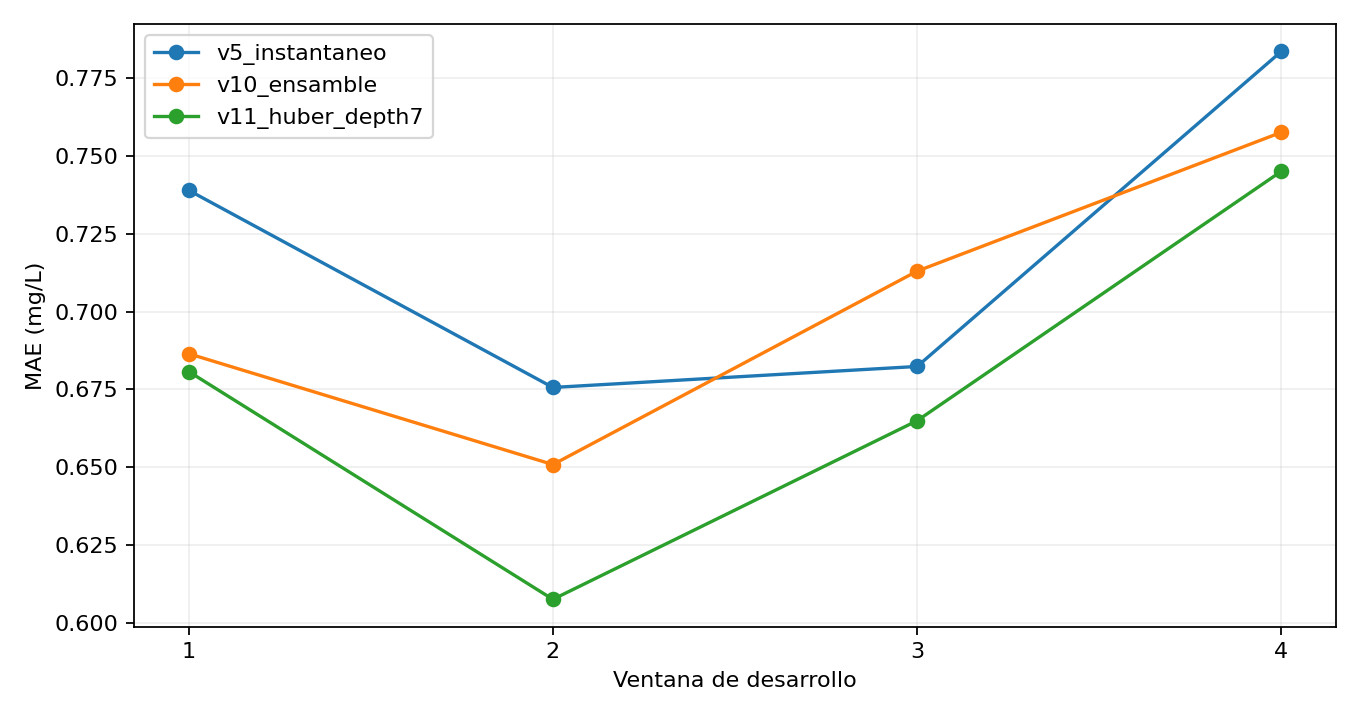 v5_instantaneo
v10_ensamble
v11_huber_depth7
0.775
0.750
0.725
0.700
0.675
0.650
0.625
0.600
MAE (mg/L)
1 2 3 4
Ventana de desarrollo